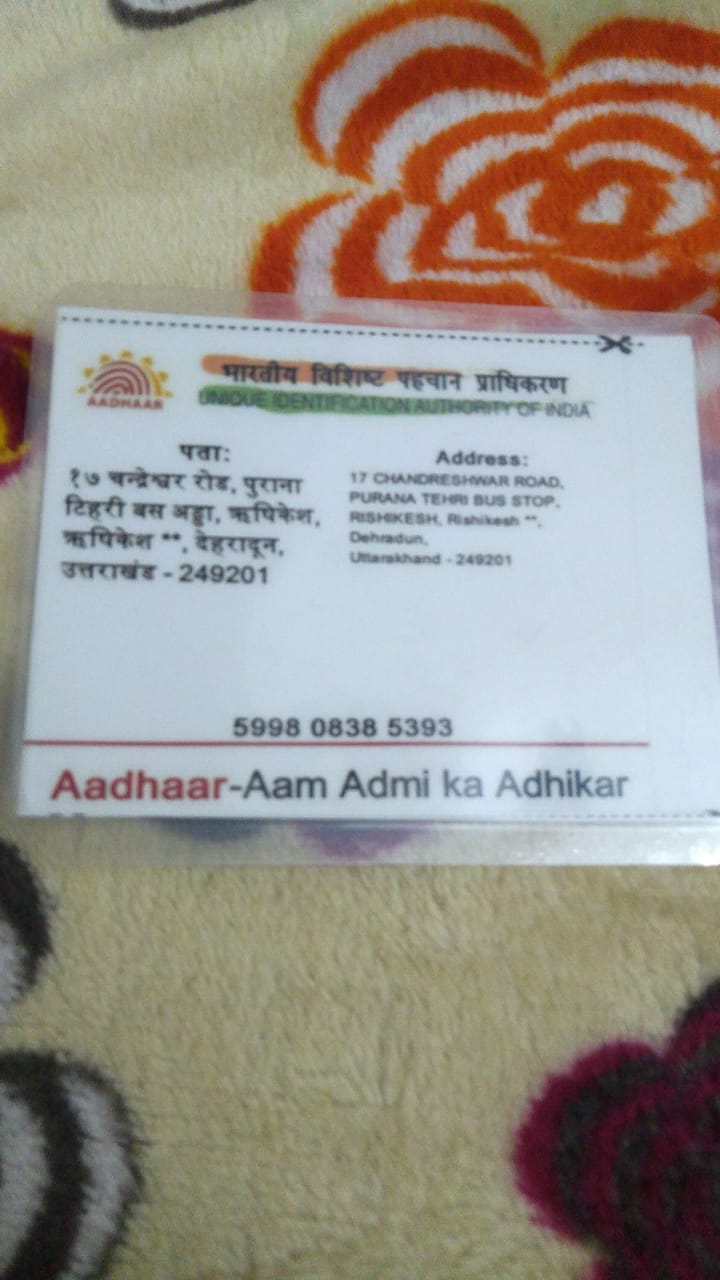 भारतीय विशिष्ट पहचान प्राधिकरण
UNIQUE IDENTIFICATION AUTHORITY OF INDIA
AADHAAR
पता:
१७ चन्द्रेश्वर रोड, पुराना
टिहरी बस अड्डा, ऋषिकेश,
ऋषिकेश **, देहरादून,
उत्तराखंड - 249201
Address:
17 CHANDRESHWAR ROAD,
PURANA TEHRI BUS STOP,
RISHIKESH, Rishikesh **,
Dehradun,
Uttarakhand - 249201
5998 0838 5393
Aadhaar-Aam Admi ka Adhikar